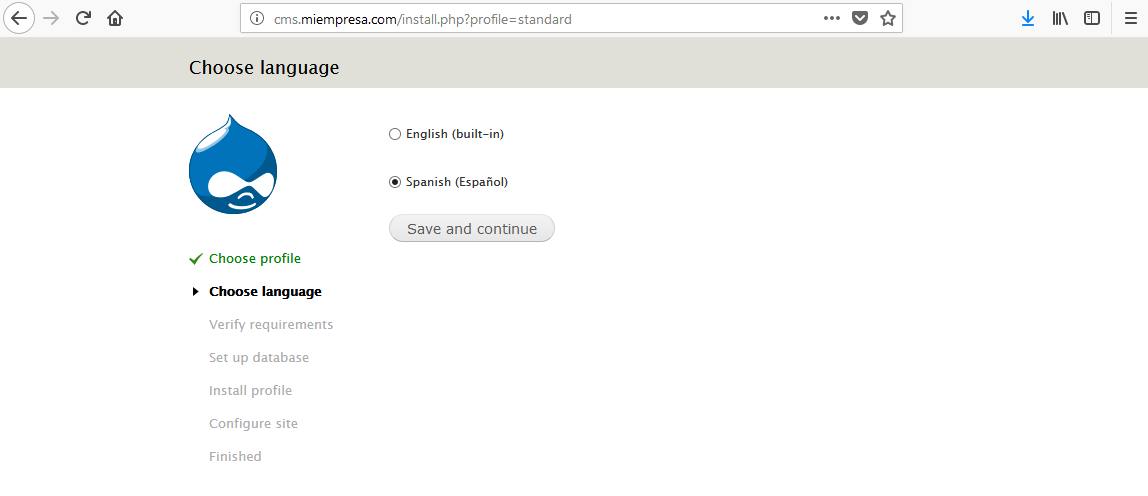 cms.miempresa.com/install.php?profile=standard
Choose language
English (built-in)
Spanish (Español)
Save and continue
Choose profile
Choose language
Verify requirements
Set up database
Install profile
Configure site
Finished